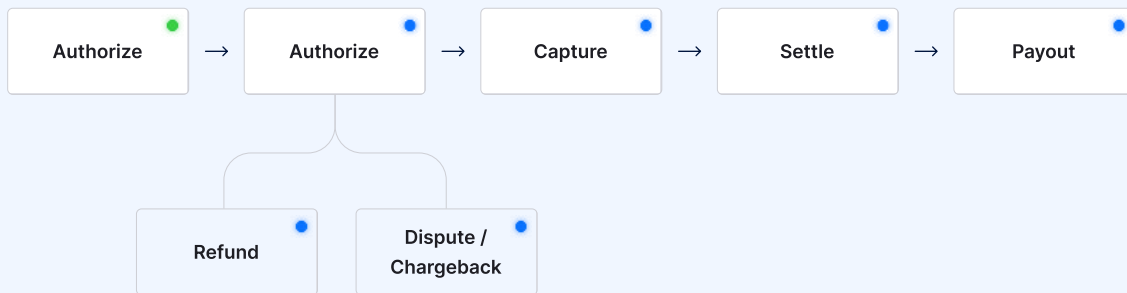 Authorize
Authorize
Capture
Settle
Payout
Refund
Dispute /
Chargeback